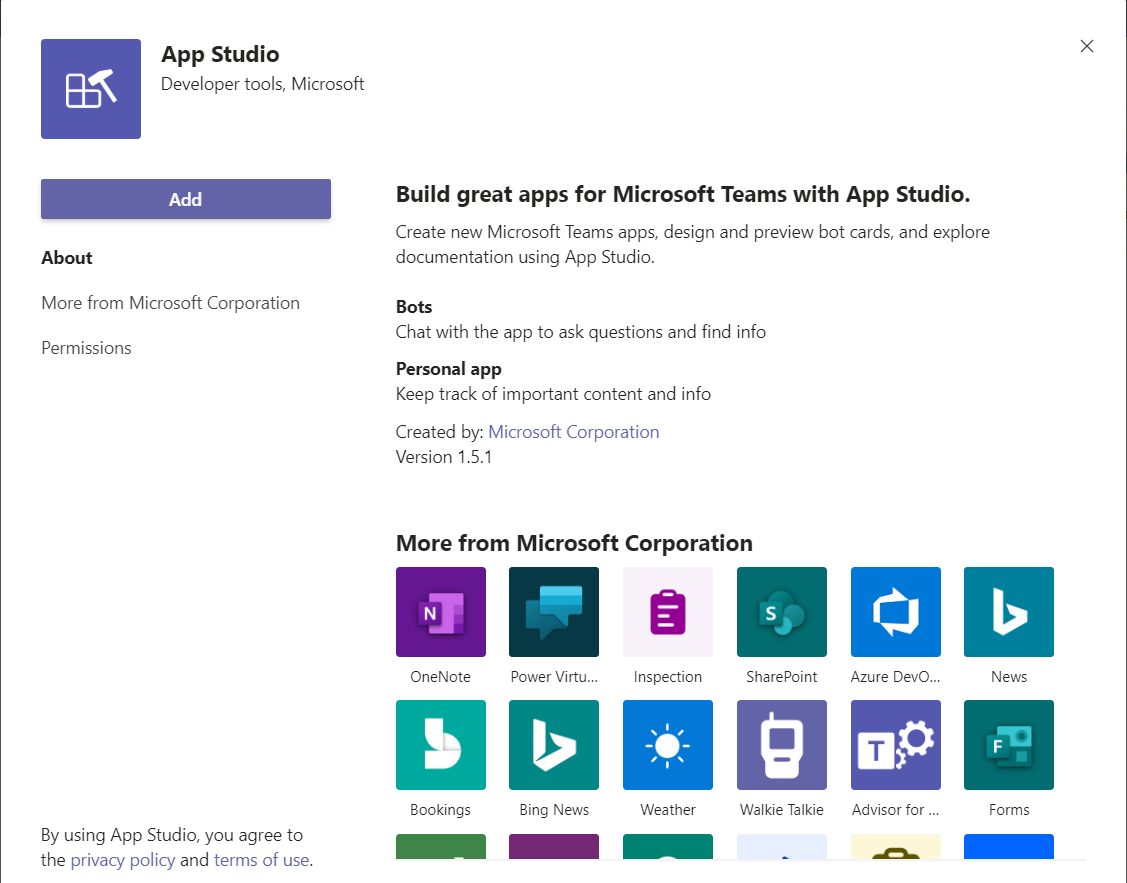 App Studio
Developer tools, Microsoft
Add
About
More from Microsoft Corporation
Permissions
By using App Studio, you agree to
the privacy policy and terms of use.
Build great apps for Microsoft Teams with App Studio.
Create new Microsoft Teams apps, design and preview bot cards, and explore
documentation using App Studio.
Bots
Chat with the app to ask questions and find info
Personal app
Keep track of important content and info
Created by: Microsoft Corporation
Version 1.5.1
More from Microsoft Corporation
N
S
OneNote
Power Virtu...
Inspection
SharePoint
Azure DevO...
News
T
F
Bookings
Bing News
Weather
Walkie Talkie
Advisor for ...
Forms